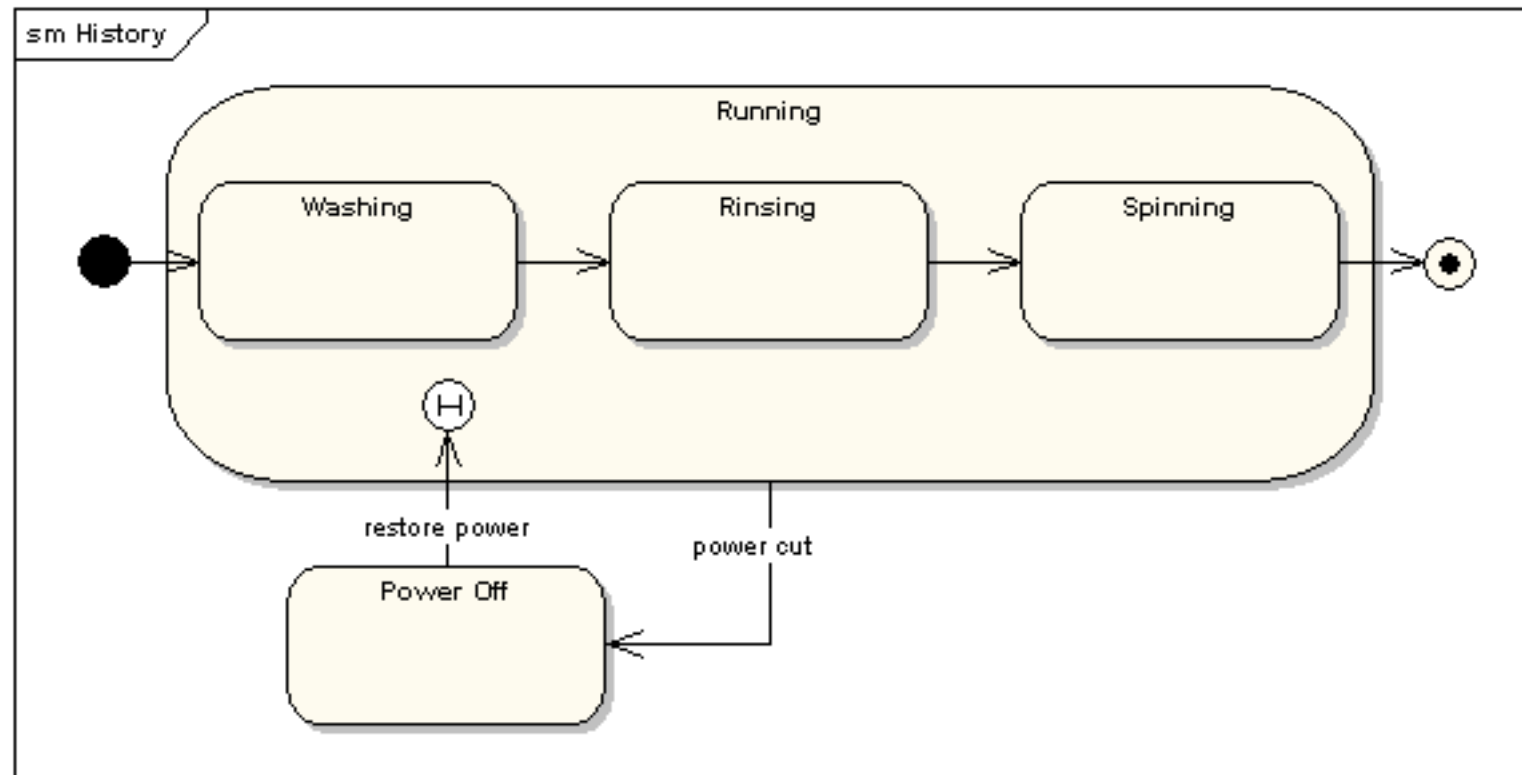 sm History
Running
Washing
Rinsing
Spinning
H
restore power
power cut
Power Off